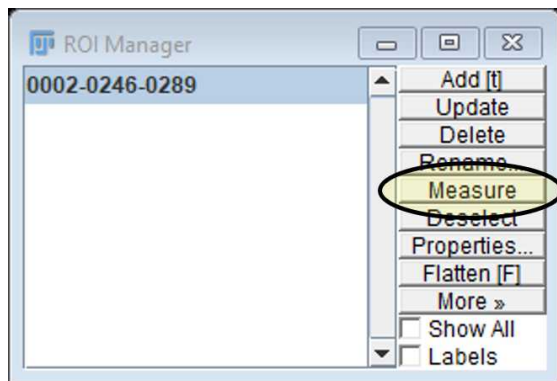 ROI Manager
0002-0246-0289
Add [t]
Update
Delete
Rename...
Measure
Deselect
Properties...
Flatten [F]
More »
Show All
Labels